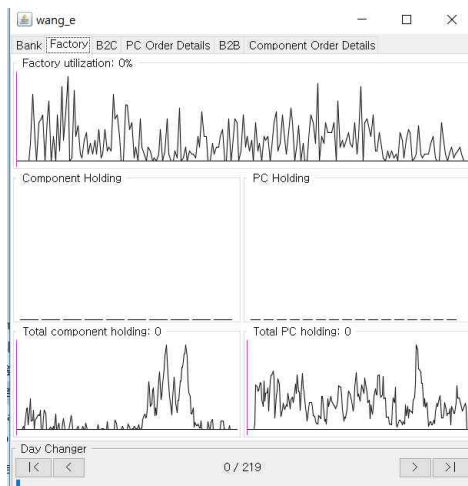 wang_e
Bank Factory B2C PC Order Details B2B Component Order Details
Factory utilization: 0%
Component Holding PC Holding
Total component holding: 0 Total PC holding: 0
Day Changer
|< < 0 / 219 > >|